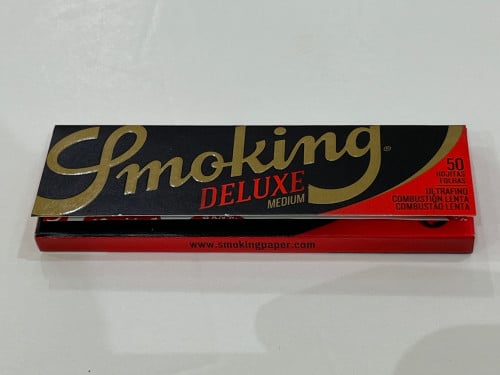 Smoking®
DELUXE
MEDIUM
50
HOJITAS
FOLHAS
ULTRAFINO
COMBUSTIÓN LENTA
COMBUSTÃO LENTA
www.smokingpaper.com